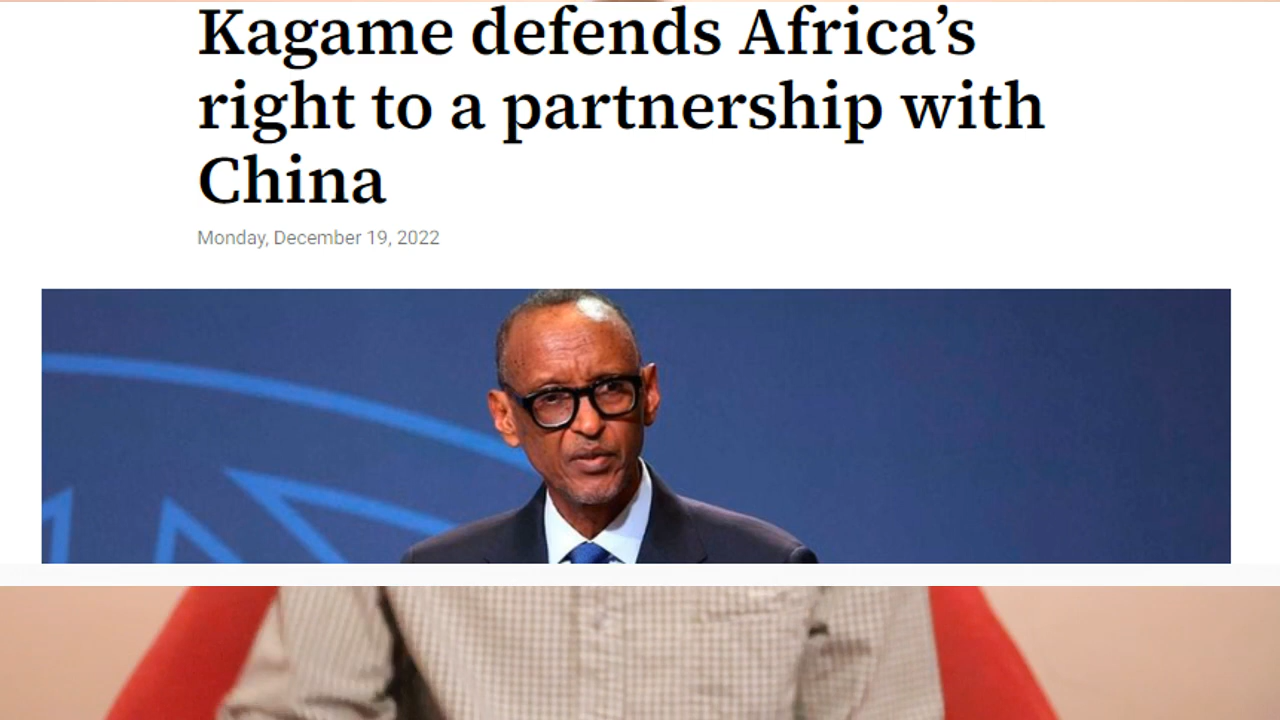 Kagame defends Africa’s
right to a partnership with
China
Monday, December 19, 2022